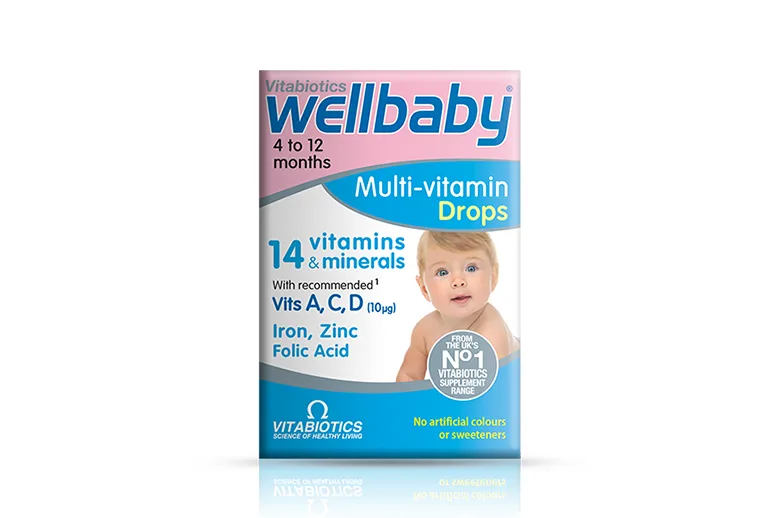 Vitabiotics
wellbaby®
4 to 12
months
Multi-vitamin
Drops
14 vitamins
& minerals
With recommended¹
Vits A, C, D (10µg)
Iron, Zinc
Folic Acid
FROM
THE UK'S
Nº1
VITABIOTICS
SUPPLEMENT
RANGE
VITABIOTICS
SCIENCE OF HEALTHY LIVING
No artificial colours
or sweeteners